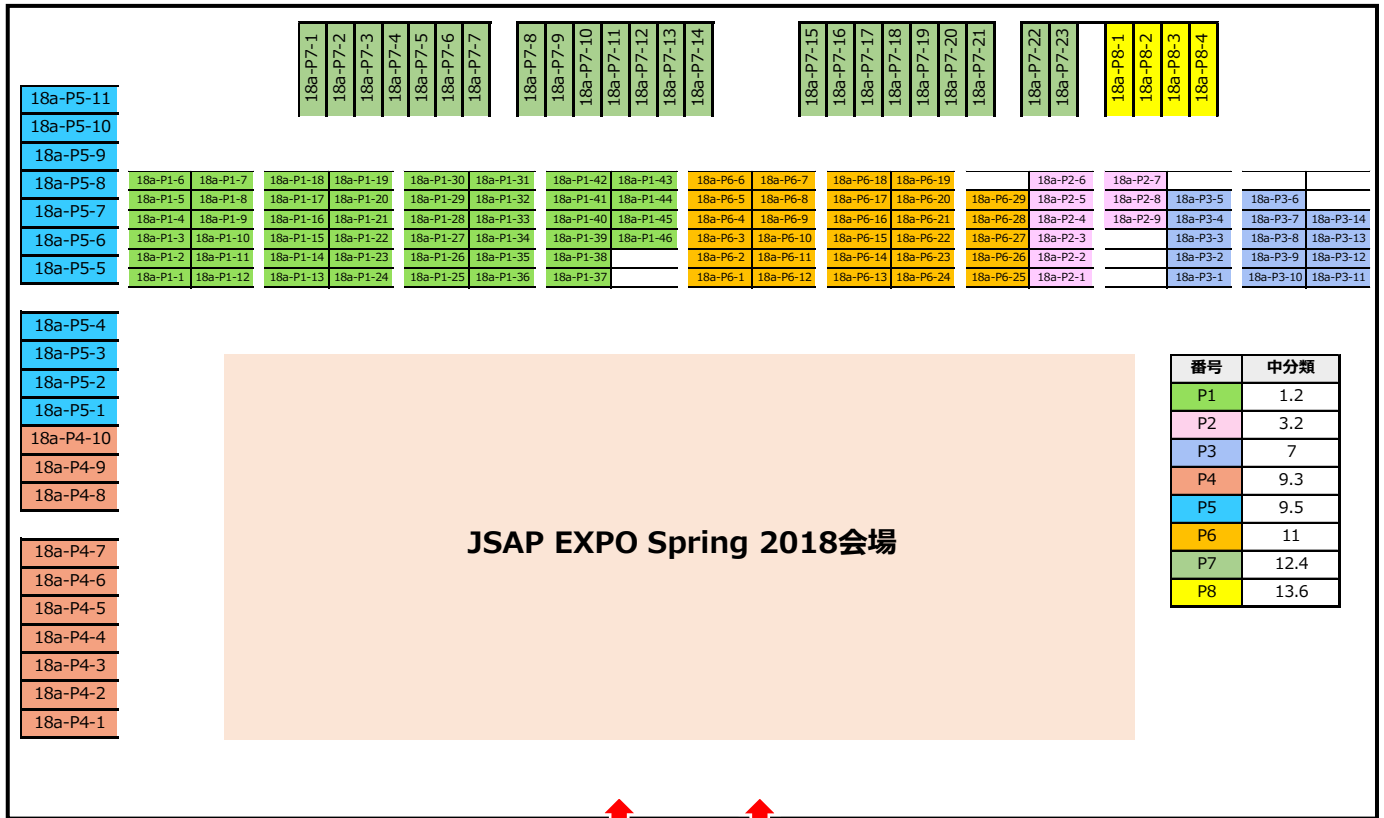 18a-P7-1 18a-P7-2 18a-P7-3 18a-P7-4 18a-P7-5 18a-P7-6 18a-P7-7 18a-P7-8 18a-P7-9 18a-P7-10 18a-P7-11 18a-P7-12 18a-P7-13 18a-P7-14 18a-P7-15 18a-P7-16 18a-P7-17 18a-P7-18 18a-P7-19 18a-P7-20 18a-P7-21 18a-P7-22 18a-P7-23 18a-P8-1 18a-P8-2 18a-P8-3 18a-P8-4
18a-P5-11
18a-P5-10
18a-P5-9
18a-P5-8
18a-P5-7
18a-P5-6
18a-P5-5
18a-P1-6 18a-P1-7 18a-P1-18 18a-P1-19 18a-P1-30 18a-P1-31 18a-P1-42 18a-P1-43 18a-P6-6 18a-P6-7 18a-P6-18 18a-P6-19 18a-P2-6 18a-P2-7
18a-P1-5 18a-P1-8 18a-P1-17 18a-P1-20 18a-P1-29 18a-P1-32 18a-P1-41 18a-P1-44 18a-P6-5 18a-P6-8 18a-P6-17 18a-P6-20 18a-P6-29 18a-P2-5 18a-P2-8 18a-P3-5 18a-P3-6
18a-P1-4 18a-P1-9 18a-P1-16 18a-P1-21 18a-P1-28 18a-P1-33 18a-P1-40 18a-P1-45 18a-P6-4 18a-P6-9 18a-P6-16 18a-P6-21 18a-P6-28 18a-P2-4 18a-P2-9 18a-P3-4 18a-P3-7 18a-P3-14
18a-P1-3 18a-P1-10 18a-P1-15 18a-P1-22 18a-P1-27 18a-P1-34 18a-P1-39 18a-P1-46 18a-P6-3 18a-P6-10 18a-P6-15 18a-P6-22 18a-P6-27 18a-P2-3 18a-P3-3 18a-P3-8 18a-P3-13
18a-P1-2 18a-P1-11 18a-P1-14 18a-P1-23 18a-P1-26 18a-P1-35 18a-P1-38 18a-P6-2 18a-P6-11 18a-P6-14 18a-P6-23 18a-P6-26 18a-P2-2 18a-P3-2 18a-P3-9 18a-P3-12
18a-P1-1 18a-P1-12 18a-P1-13 18a-P1-24 18a-P1-25 18a-P1-36 18a-P1-37 18a-P6-1 18a-P6-12 18a-P6-13 18a-P6-24 18a-P6-25 18a-P2-1 18a-P3-1 18a-P3-10 18a-P3-11
18a-P5-4
18a-P5-3
18a-P5-2
18a-P5-1
18a-P4-10
18a-P4-9
18a-P4-8
18a-P4-7
18a-P4-6
18a-P4-5
18a-P4-4
18a-P4-3
18a-P4-2
18a-P4-1
JSAP EXPO Spring 2018会場
番号 中分類
P1 1.2
P2 3.2
P3 7
P4 9.3
P5 9.5
P6 11
P7 12.4
P8 13.6